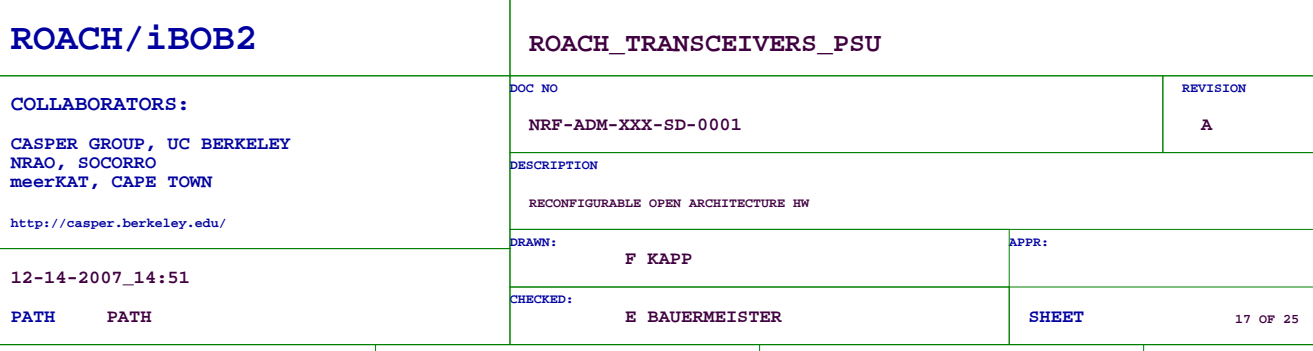 ROACH/iBOB2
ROACH_TRANSCEIVERS_PSU
COLLABORATORS:
CASPER GROUP, UC BERKELEY
NRAO, SOCORRO
meerKAT, CAPE TOWN
http://casper.berkeley.edu/
12-14-2007_14:51
PATH PATH
DOC NO
NRF-ADM-XXX-SD-0001
REVISION
A
DESCRIPTION
RECONFIGURABLE OPEN ARCHITECTURE HW
DRAWN:
F KAPP
APPR:
CHECKED:
E BAUERMEISTER
SHEET 17 OF 25